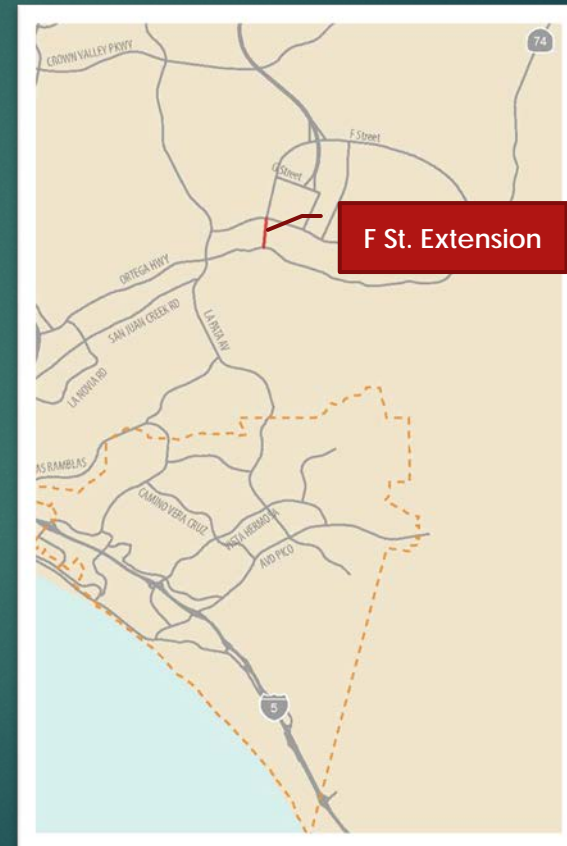 CROWN VALLEY PKWY
74
F Street
G Street
F St. Extension
ORTEGA HWY
SAN JUAN CREEK RD
LA PATA AV
LA NOVIA RD
AS RAMBLAS
CAMINO VERA CRUZ
VISTA HERMOSA
AVD PICO
5